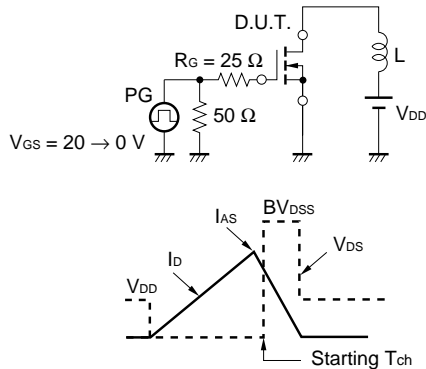 D.U.T.
RG = 25 Ω
L
PG
50 Ω
VDD
VGS = 20 → 0 V
BVDSS
IAS
VDS
ID
VDD
Starting Tch